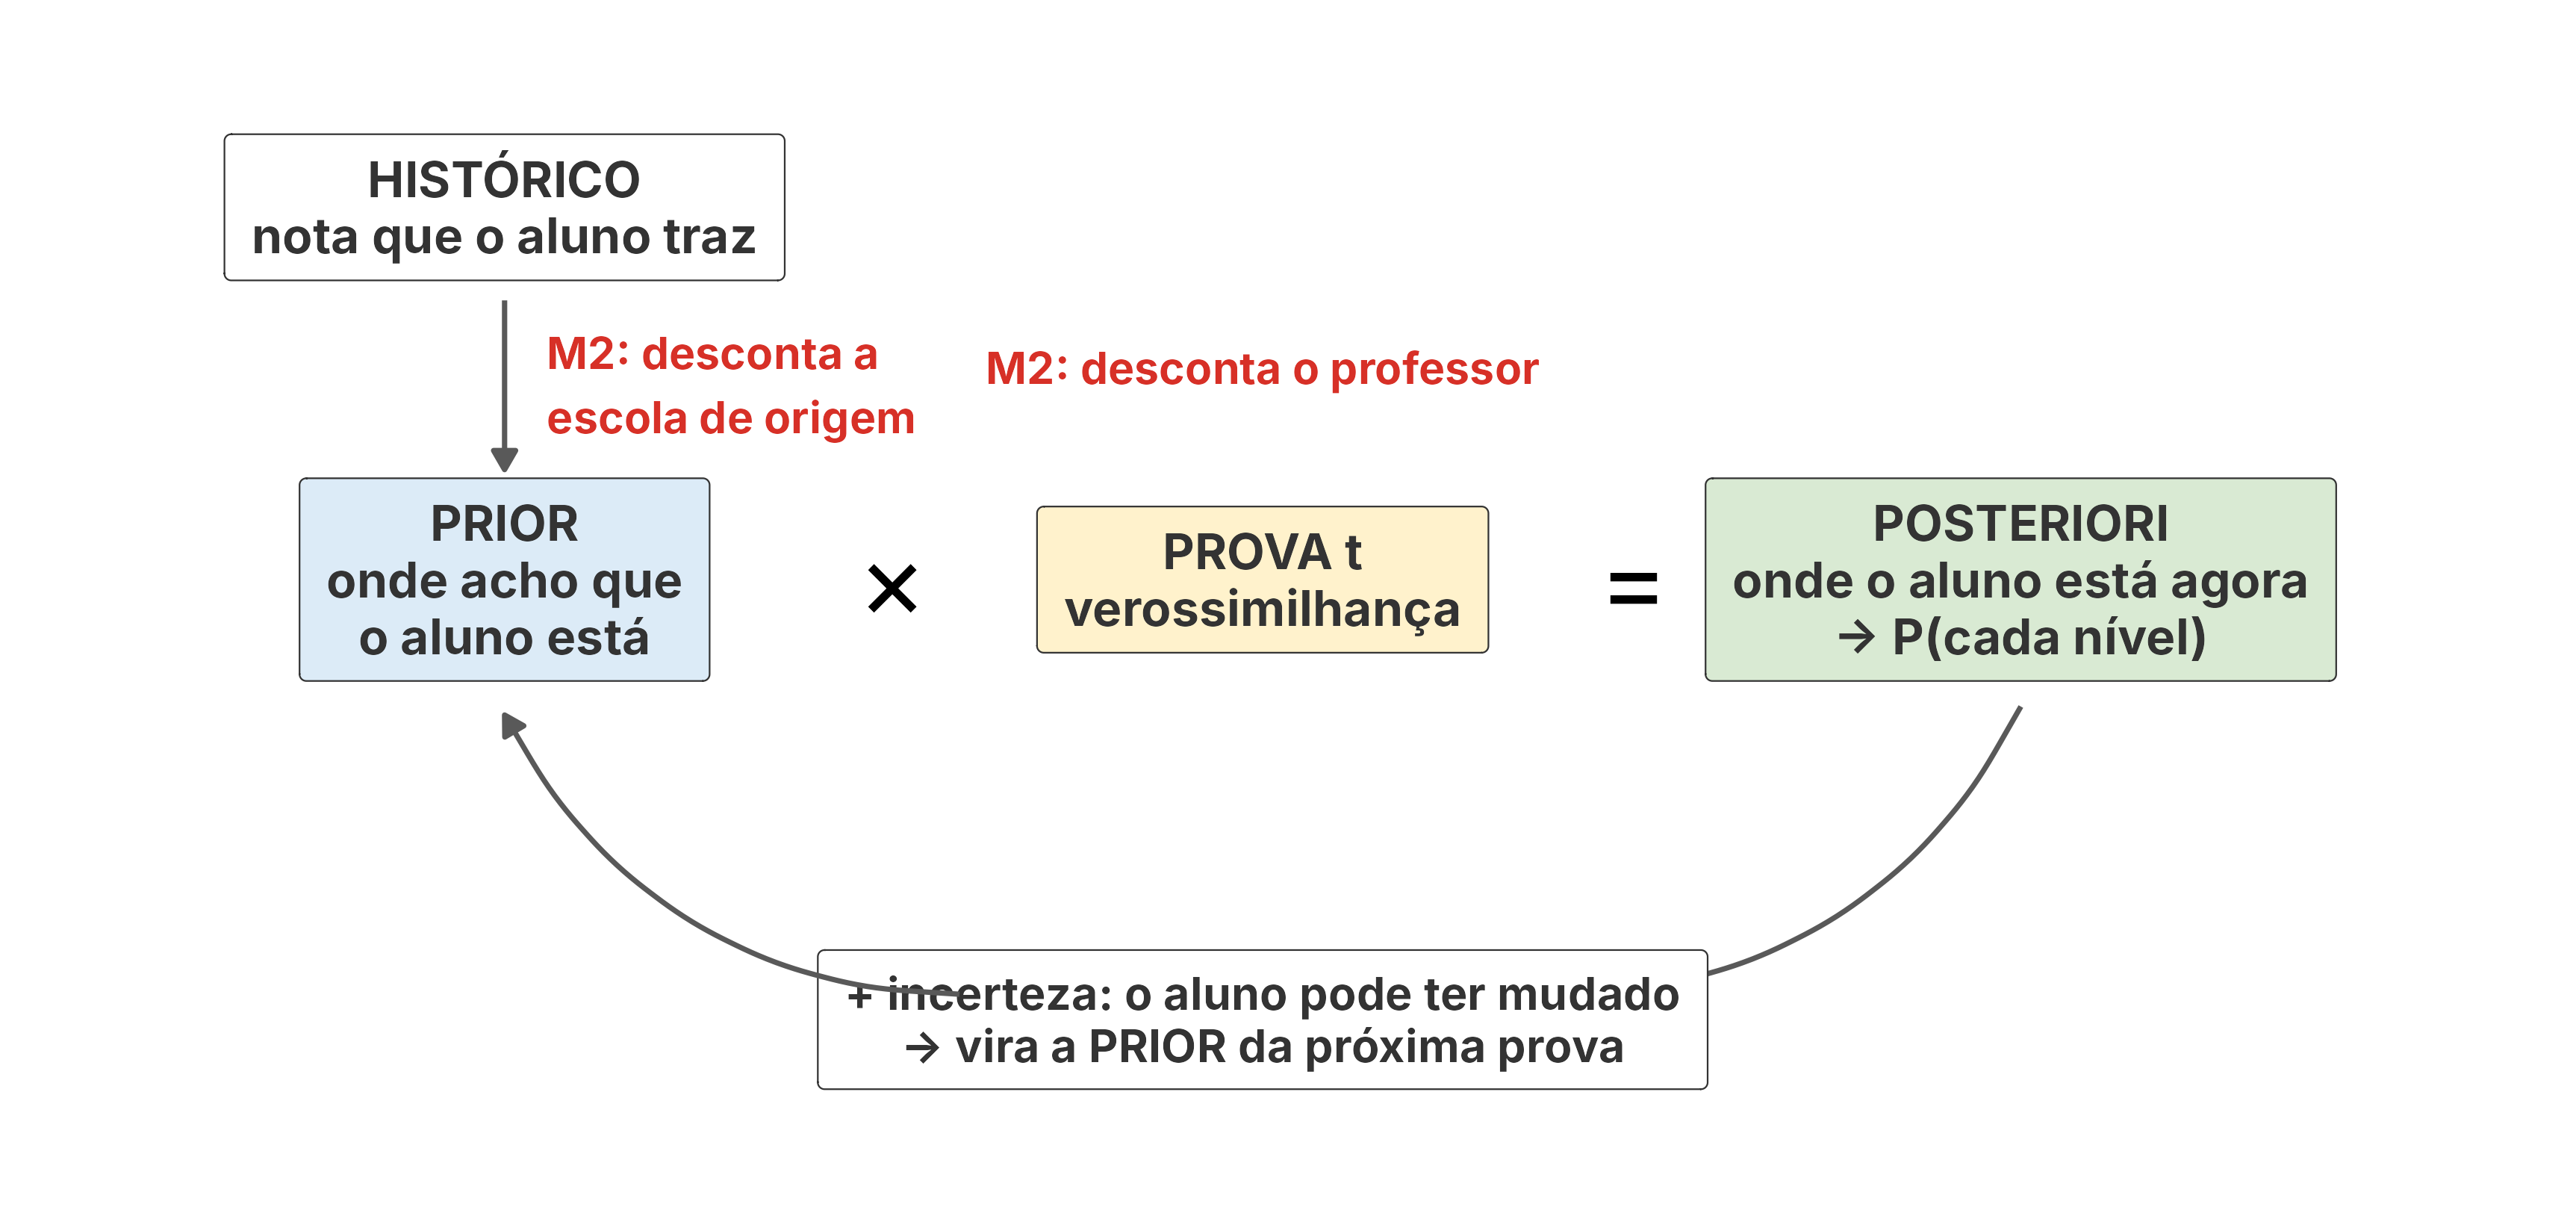 HISTÓRICO
nota que o aluno traz
M2: desconta a
escola de origem
M2: desconta o professor
PRIOR
onde acho que
o aluno está
×
PROVA t
verossimilhança
=
POSTERIORI
onde o aluno está agora
→ P(cada nível)
+ incerteza: o aluno pode ter mudado
→ vira a PRIOR da próxima prova